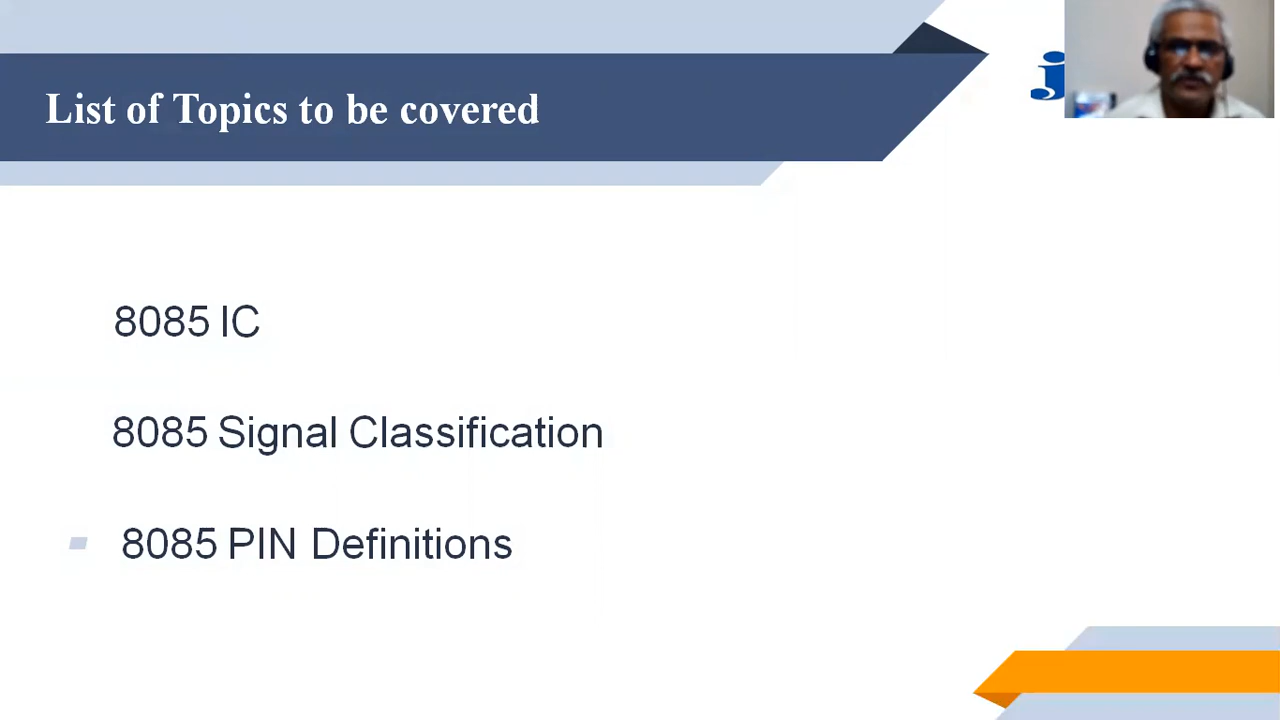 List of Topics to be covered
8085 IC
8085 Signal Classification
8085 PIN Definitions